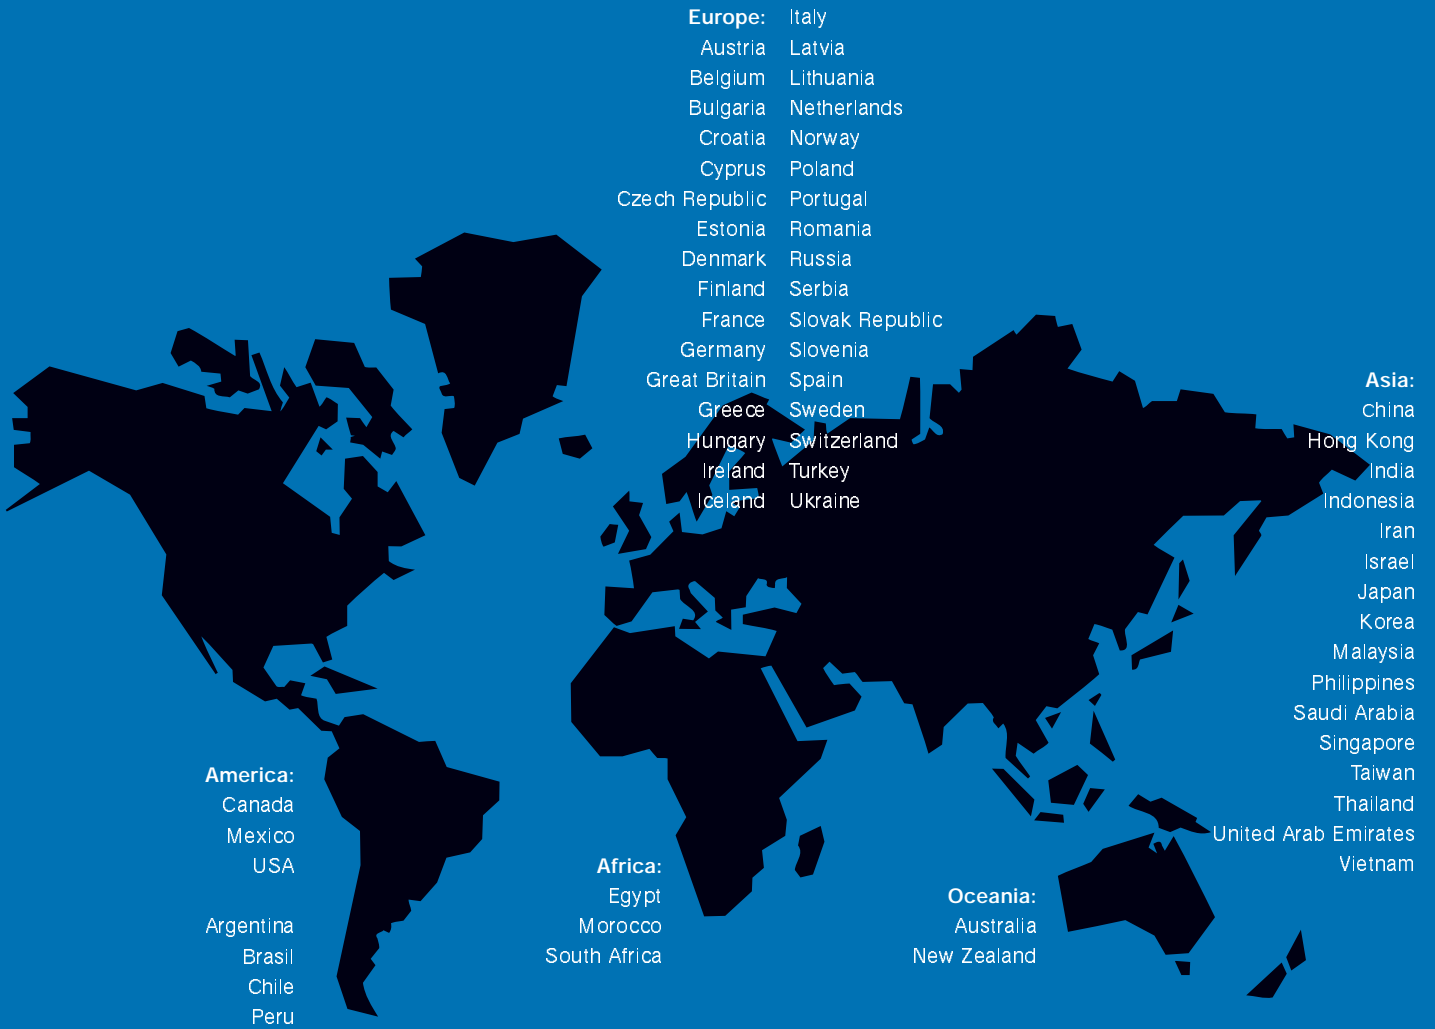 Europe:
Austria
Belgium
Bulgaria
Croatia
Cyprus
Czech Republic
Estonia
Denmark
Finland
France
Germany
Great Britain
Greece
Hungary
Ireland
Iceland
Italy
Latvia
Lithuania
Netherlands
Norway
Poland
Portugal
Romania
Russia
Serbia
Slovak Republic
Slovenia
Spain
Sweden
Switzerland
Turkey
Ukraine
Asia:
China
Hong Kong
India
Indonesia
Iran
Israel
Japan
Korea
Malaysia
Philippines
Saudi Arabia
Singapore
Taiwan
Thailand
United Arab Emirates
Vietnam
America:
Canada
Mexico
USA
Argentina
Brasil
Chile
Peru
Africa:
Egypt
Morocco
South Africa
Oceania:
Australia
New Zealand